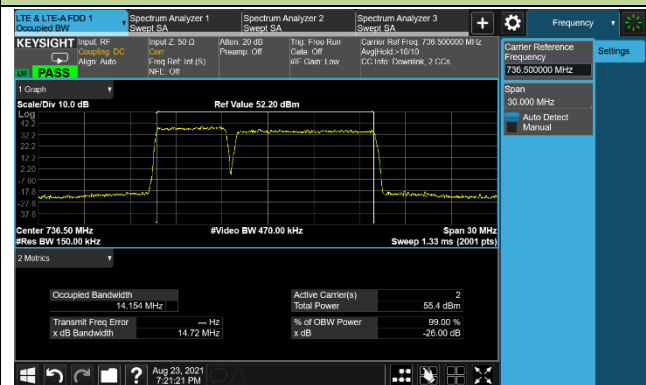 LTE & LTE-A FDD 1
Occupied BW
Spectrum Analyzer 1
Swept SA
Spectrum Analyzer 2
Swept SA
Spectrum Analyzer 3
Swept SA
+
Frequency
KEYSIGHT
Input: RF
Coupling: DC
Align: Auto
Input Z: 50 Ω
Corr
Freq Ref: Int (S)
NFE: Off
Atten: 20 dB
Preamp: Off
Trig: Free Run
Gate: Off
#IF Gain: Low
Carrier Ref Freq: 736.500000 MHz
Avg|Hold:>10/10
CC Info: Downlink, 2 CCs
PASS
Carrier Reference
Frequency
736.500000 MHz
Settings
Span
30.000 MHz
Auto Detect
Manual
1 Graph
Scale/Div 10.0 dB
Ref Value 52.20 dBm
Log
42.2
32.2
22.2
12.2
2.20
-7.80
-17.8
-27.8
-37.8
Center 736.50 MHz
#Video BW 470.00 kHz
Span 30 MHz
#Res BW 150.00 kHz
Sweep 1.33 ms (2001 pts)
2 Metrics
Occupied Bandwidth
14.154 MHz
Active Carrier(s) 2
Total Power 55.4 dBm
Transmit Freq Error --- Hz
x dB Bandwidth 14.72 MHz
% of OBW Power 99.00 %
x dB -26.00 dB
?
Aug 23, 2021
7:21:21 PM